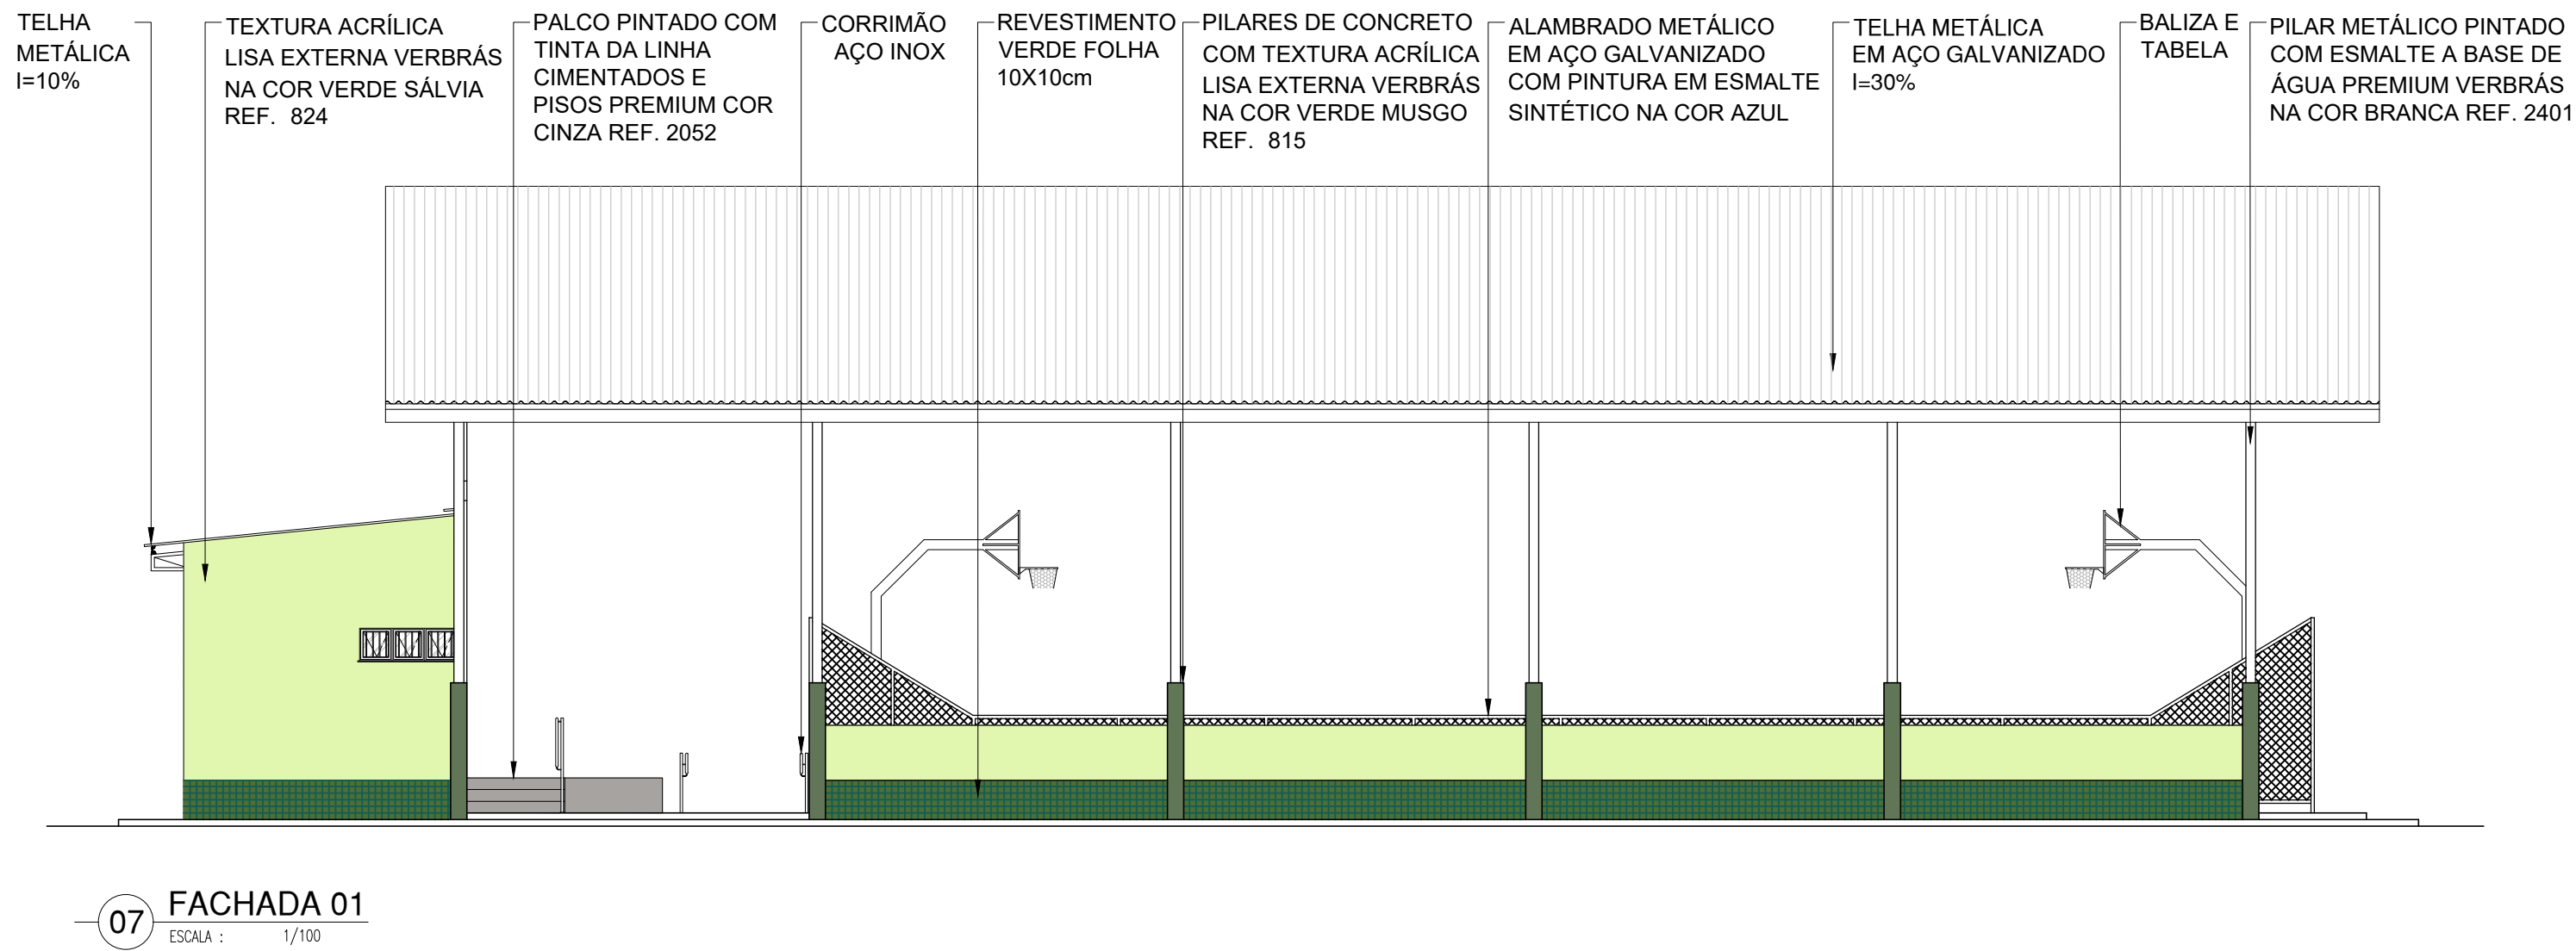 TELHA
METÁLICA
I=10%
TEXTURA ACRÍLICA
LISA EXTERNA VERBRÁS
NA COR VERDE SÁLVIA
REF. 824
PALCO PINTADO COM
TINTA DA LINHA
CIMENTADOS E
PISOS PREMIUM COR
CINZA REF. 2052
CORRIMÃO
AÇO INOX
REVESTIMENTO
VERDE FOLHA
10X10cm
PILARES DE CONCRETO
COM TEXTURA ACRÍLICA
LISA EXTERNA VERBRÁS
NA COR VERDE MUSGO
REF. 815
ALAMBRADO METÁLICO
EM AÇO GALVANIZADO
COM PINTURA EM ESMALTE
SINTÉTICO NA COR AZUL
TELHA METÁLICA
EM AÇO GALVANIZADO
I=30%
BALIZA E
TABELA
PILAR METÁLICO PINTADO
COM ESMALTE A BASE DE
ÁGUA PREMIUM VERBRÁS
NA COR BRANCA REF. 2401
07 FACHADA 01
ESCALA : 1/100